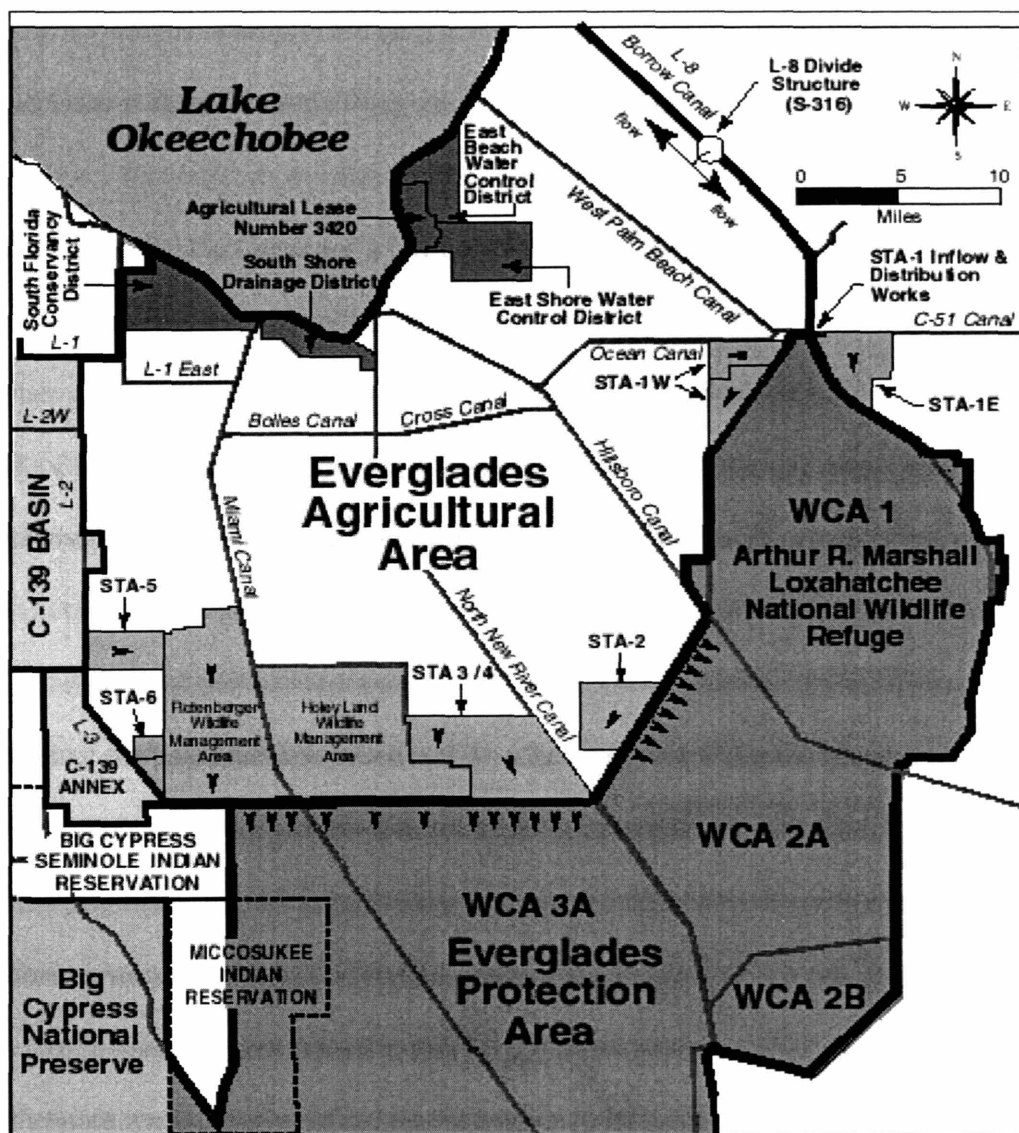 Lake
Okeechobee
L-8
Borrow Canal
L-8 Divide
Structure
(S-316)
N
W
E
S
flow
flow
0
5
10
Miles
East
Beach
Water
Control
District
Agricultural Lease
Number 3420
South Shore
Drainage District
South Florida
Conservancy
District
East Shore Water
Control District
West Palm Beach Canal
STA-1 Inflow &
Distribution
Works
C-51 Canal
L-1
L-1 East
Ocean Canal
STA-1W
STA-1E
L-2W
Bolles Canal
Cross Canal
C-139 BASIN
L-2
Everglades
Agricultural
Area
Miami Canal
Hillsboro Canal
North New River Canal
WCA 1
Arthur R. Marshall
Loxahatchee
National Wildlife
Refuge
STA-5
STA-6
STA 3/4
STA-2
Rotenberger
Wildlife
Management
Area
Holey Land
Wildlife
Management
Area
L-3
C-139
ANNEX
BIG CYPRESS
SEMINOLE INDIAN
RESERVATION
WCA 2A
WCA 3A
Everglades
Protection
Area
WCA 2B
MICCOSUKEE
INDIAN
RESERVATION
Big
Cypress
National
Preserve